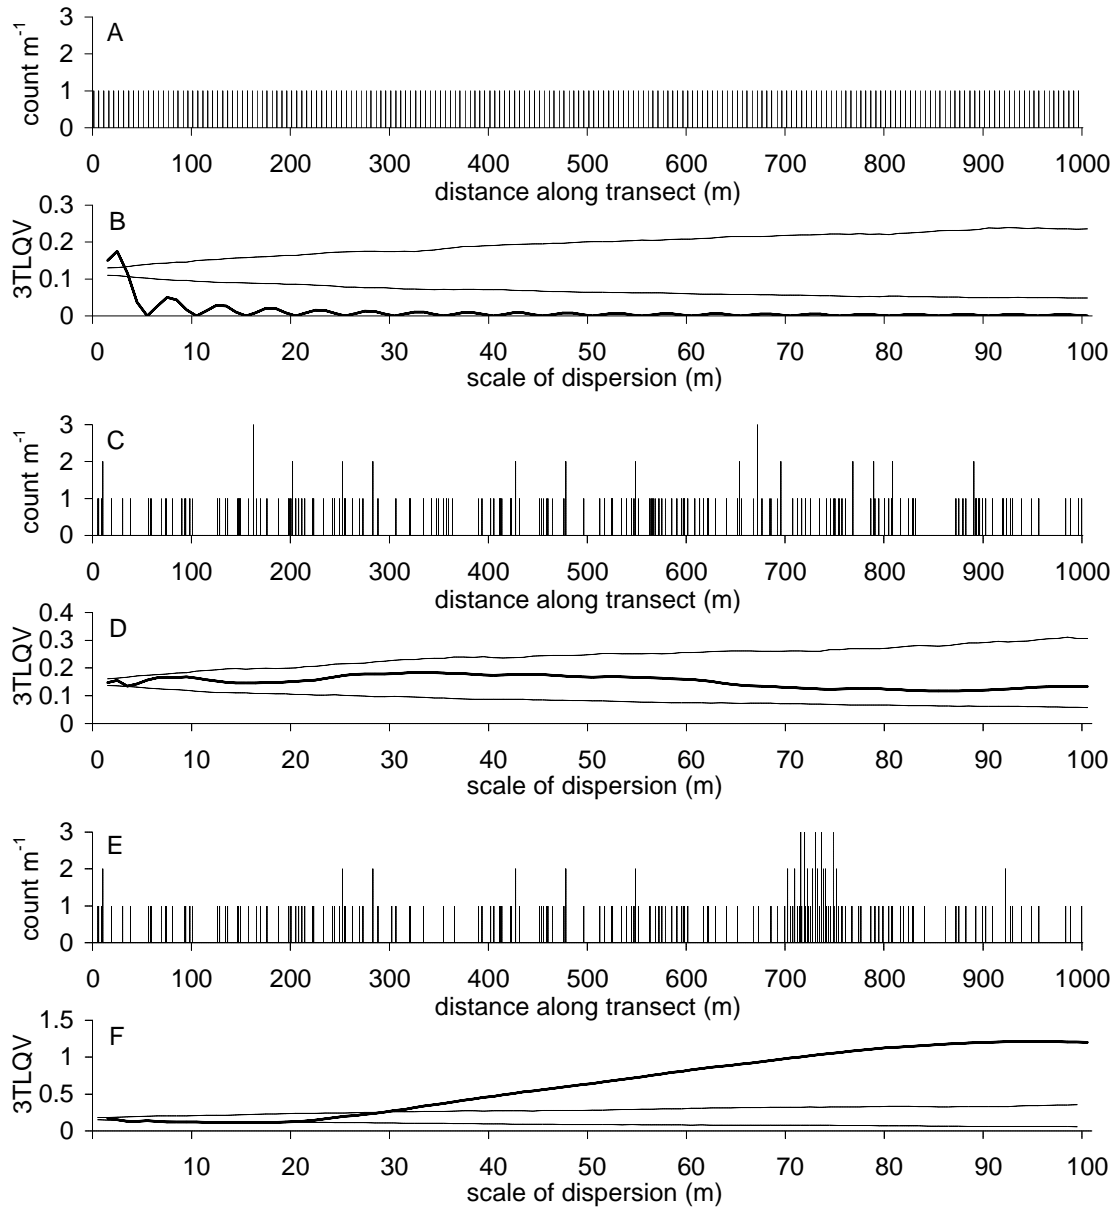 A
count m-1
3
2
1
0
0 100 200 300 400 500 600 700 800 900 1000
distance along transect (m)
B
3TLQV
0.3
0.2
0.1
0
0 10 20 30 40 50 60 70 80 90 100
scale of dispersion (m)
C
count m-1
3
2
1
0
0 100 200 300 400 500 600 700 800 900 1000
distance along transect (m)
D
3TLQV
0.4
0.3
0.2
0.1
0
0 10 20 30 40 50 60 70 80 90 100
scale of dispersion (m)
E
count m-1
3
2
1
0
0 100 200 300 400 500 600 700 800 900 1000
distance along transect (m)
F
3TLQV
1.5
1
0.5
0
10 20 30 40 50 60 70 80 90 100
scale of dispersion (m)